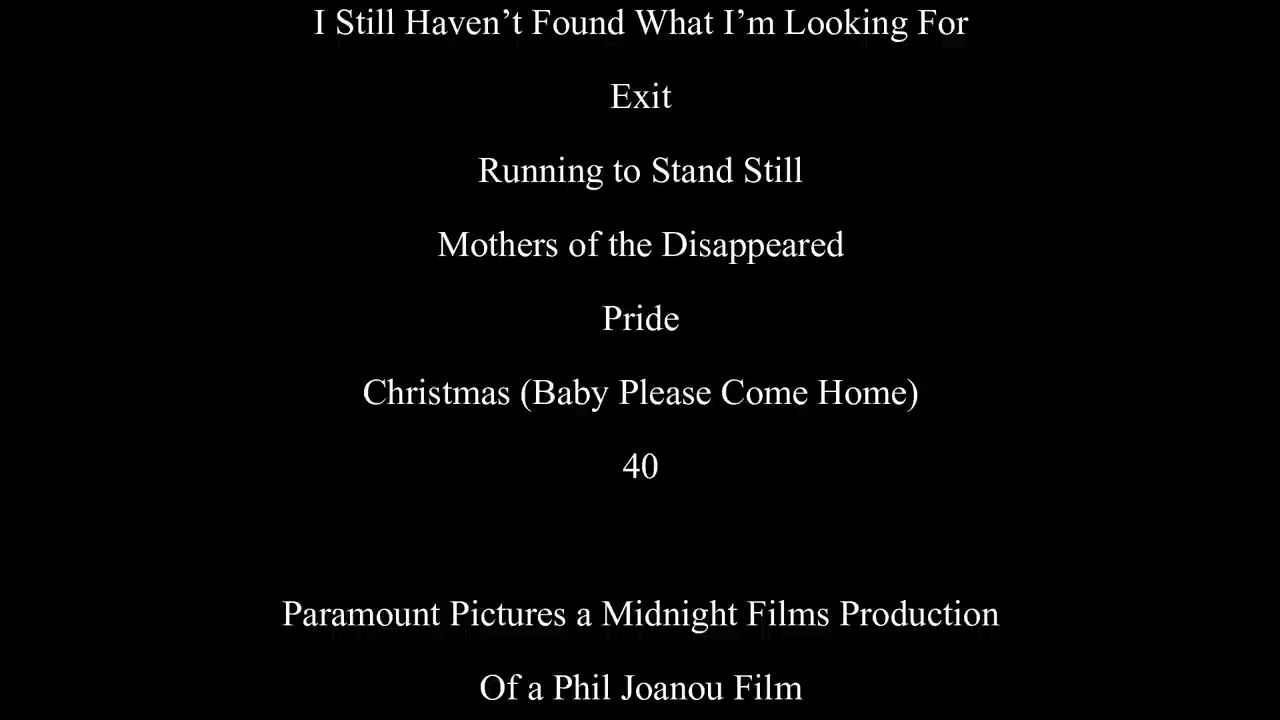 I Still Haven’t Found What I’m Looking For
Exit
Running to Stand Still
Mothers of the Disappeared
Pride
Christmas (Baby Please Come Home)
40
Paramount Pictures a Midnight Films Production
Of a Phil Joanou Film